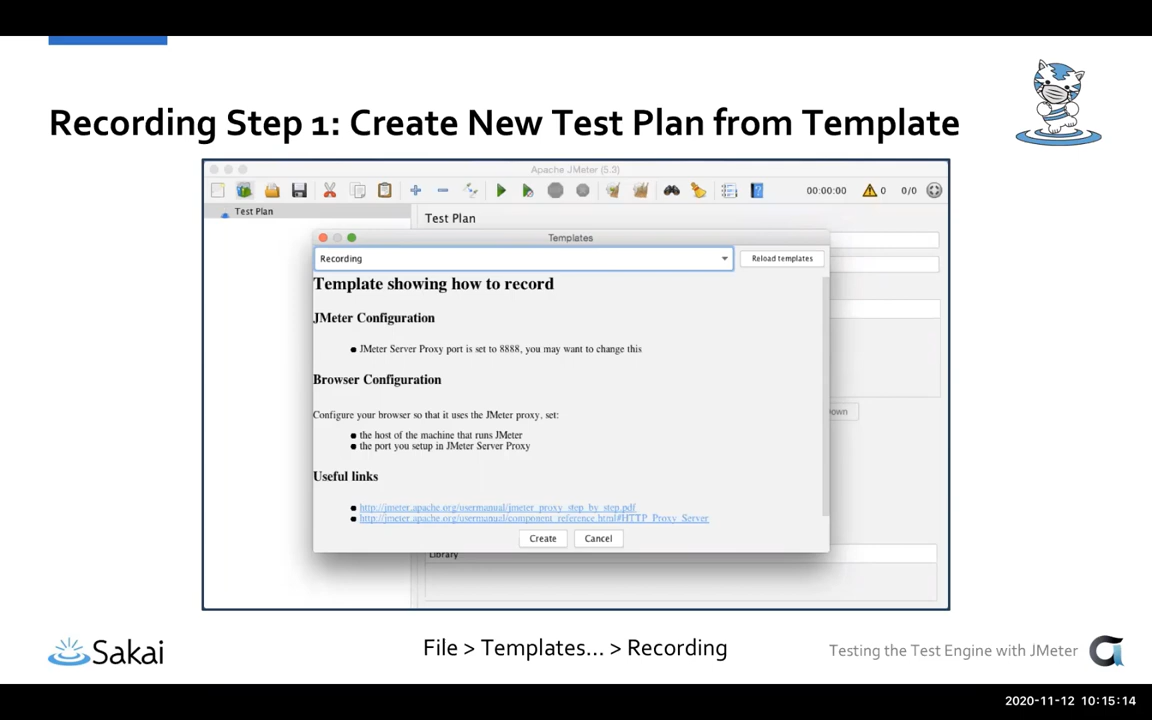 Recording Step 1: Create New Test Plan from Template
Apache JMeter (5.3)
00:00:00
0
0/0
Test Plan
Test Plan
Templates
Recording
Reload templates
Template showing how to record
JMeter Configuration
JMeter Server Proxy port is set to 8888, you may want to change this
Browser Configuration
Configure your browser so that it uses the JMeter proxy, set:
the host of the machine that runs JMeter
the port you setup in JMeter Server Proxy
Useful links
http://jmeter.apache.org/usermanual/jmeter_proxy_step_by_step.pdf
http://jmeter.apache.org/usermanual/component_reference.html#HTTP_Proxy_Server
Create
Cancel
Library
Sakai
File > Templates... > Recording
Testing the Test Engine with JMeter
2020-11-12 10:15:14